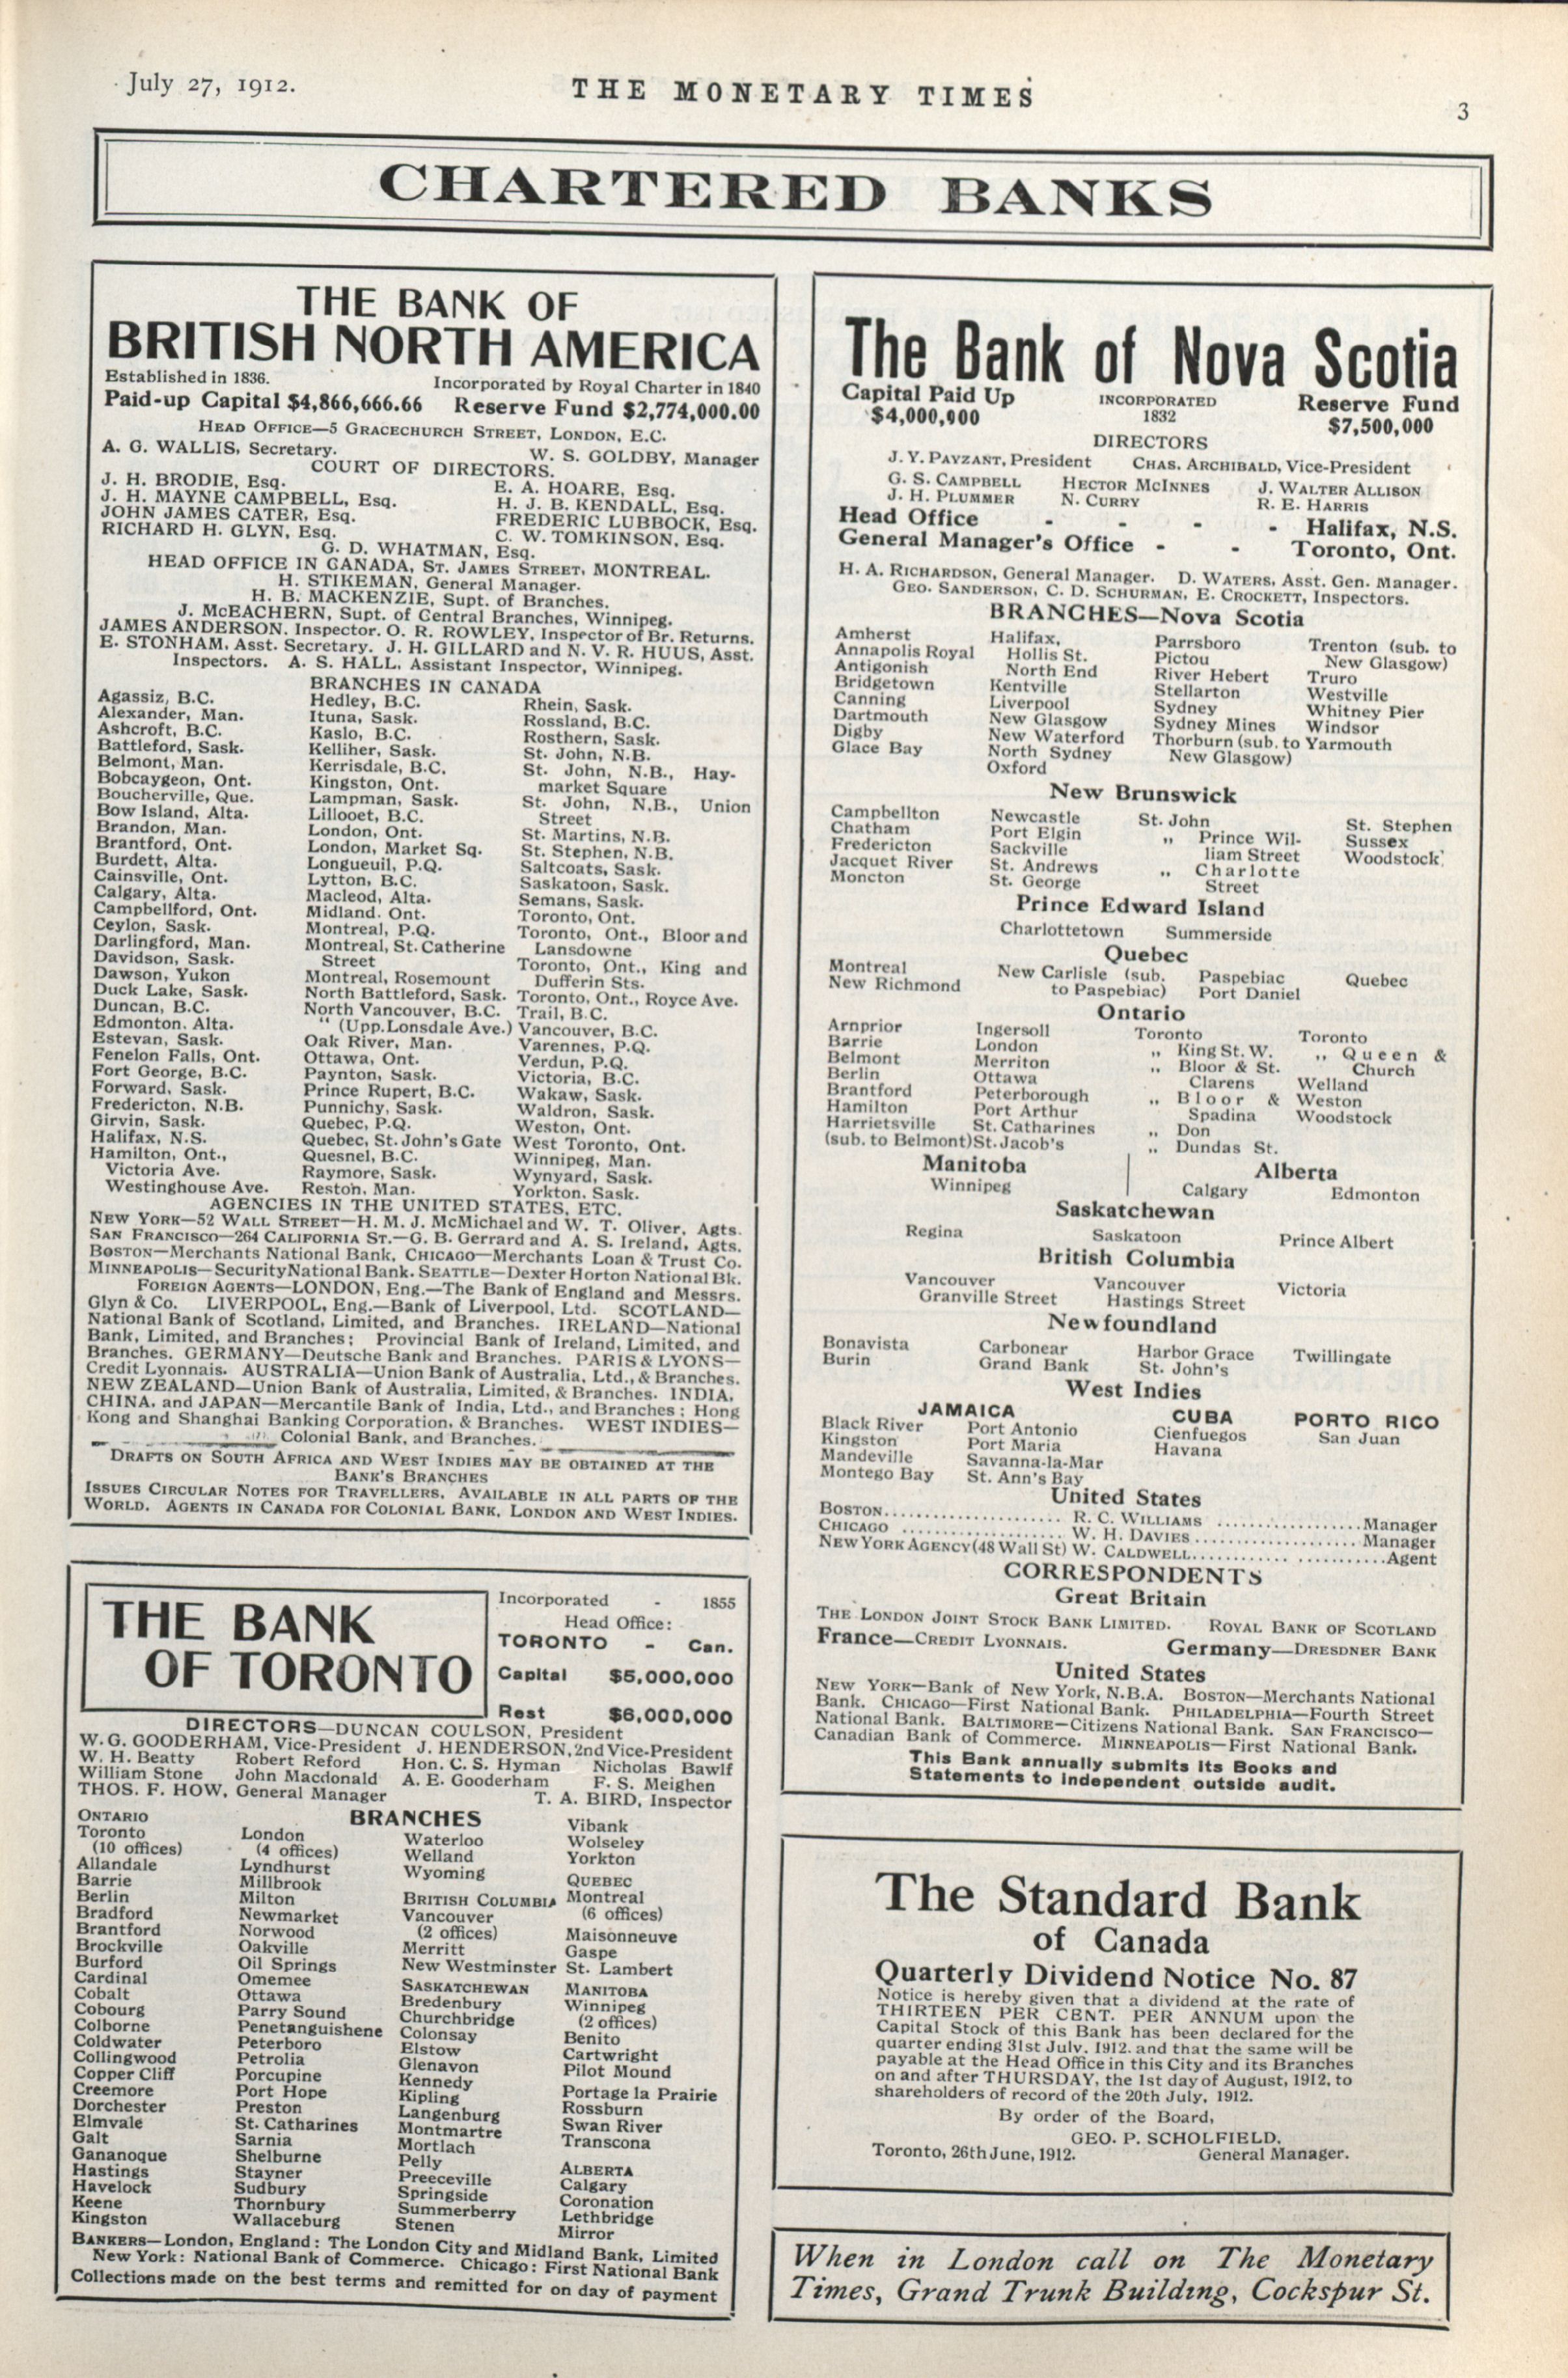 July 27, 1912.
THE MONETARY TIMES
3
CHARTERED BANKS
THE BANK OF
BRITISH NORTH AMERICA
Established in 1836. Incorporated by Royal Charter in 1840
Paid-up Capital $4,866,666.66 Reserve Fund $2,774,000.00
HEAD OFFICE—5 GRACECHURCH STREET, LONDON, E.C.
A. G. WALLIS, Secretary. W. S. GOLDBY, Manager
COURT OF DIRECTORS.
J. H. BRODIE, Esq. E. A. HOARE, Esq.
J. H. MAYNE CAMPBELL, Esq. H. J. B. KENDALL, Esq.
JOHN JAMES CATER, Esq. FREDERIC LUBBOCK, Esq.
RICHARD H. GLYN, Esq. C. W. TOMKINSON, Esq.
G. D. WHATMAN, Esq.
HEAD OFFICE IN CANADA, ST. JAMES STREET, MONTREAL.
H. STIKEMAN, General Manager.
H. B. MACKENZIE, Supt. of Branches.
J. McEACHERN, Supt. of Central Branches, Winnipeg.
JAMES ANDERSON, Inspector. O. R. ROWLEY, Inspector of Br. Returns.
E. STONHAM, Asst. Secretary. J. H. GILLARD and N. V. R. HUUS, Asst.
Inspectors. A. S. HALL, Assistant Inspector, Winnipeg.
BRANCHES IN CANADA
Agassiz, B.C.
Alexander, Man.
Ashcroft, B.C.
Battleford, Sask.
Belmont, Man.
Bobcaygeon, Ont.
Boucherville, Que.
Bow Island, Alta.
Brandon, Man.
Brantford, Ont.
Burdett, Alta.
Cainsville, Ont.
Calgary, Alta.
Campbellford, Ont.
Ceylon, Sask.
Darlingford, Man.
Davidson, Sask.
Dawson, Yukon
Duck Lake, Sask.
Duncan, B.C.
Edmonton, Alta.
Estevan, Sask.
Fenelon Falls, Ont.
Fort George, B.C.
Forward, Sask.
Fredericton, N.B.
Girvin, Sask.
Halifax, N.S.
Hamilton, Ont.,
Victoria Ave.
Westinghouse Ave.
Hedley, B.C.
Ituna, Sask.
Kaslo, B.C.
Kelliher, Sask.
Kerrisdale, B.C.
Kingston, Ont.
Lampman, Sask.
Lillooet, B.C.
London, Ont.
London, Market Sq.
Longueuil, P.Q.
Lytton, B.C.
Macleod, Alta.
Midland, Ont.
Montreal, P.Q.
Montreal, St. Catherine
Street
Montreal, Rosemount
North Battleford, Sask.
North Vancouver, B.C.
" (Upp. Lonsdale Ave.)
Oak River, Man.
Ottawa, Ont.
Paynton, Sask.
Prince Rupert, B.C.
Punnichy, Sask.
Quebec, P.Q.
Quebec, St. John's Gate
Quesnel, B.C.
Raymore, Sask.
Reston, Man.
Rhein, Sask.
Rossland, B.C.
Rosthern, Sask.
St. John, N.B.
St. John, N.B., Hay-
market Square
St. John, N.B., Union
Street
St. Martins, N.B.
St. Stephen, N.B.
Saltcoats, Sask.
Saskatoon, Sask.
Semans, Sask.
Toronto, Ont.
Toronto, Ont., Bloor and
Lansdowne
Toronto, Ont., King and
Dufferin Sts.
Toronto, Ont., Royce Ave.
Trail, B.C.
Vancouver, B.C.
Varennes, P.Q.
Verdun, P.Q.
Victoria, B.C.
Wakaw, Sask.
Waldron, Sask.
Weston, Ont.
West Toronto, Ont.
Winnipeg, Man.
Wynyard, Sask.
Yorkton, Sask.
AGENCIES IN THE UNITED STATES, ETC.
NEW YORK—52 WALL STREET—H. M. J. McMichael and W. T. Oliver, Agts.
SAN FRANCISCO—264 CALIFORNIA ST.—G. B. Gerrard and A. S. Ireland, Agts.
BOSTON—Merchants National Bank. CHICAGO—Merchants Loan & Trust Co.
MINNEAPOLIS—Security National Bank. SEATTLE—Dexter Horton National Bk.
FOREIGN AGENTS—LONDON, Eng.—The Bank of England and Messrs.
Glyn & Co. LIVERPOOL, Eng.—Bank of Liverpool, Ltd. SCOTLAND—
National Bank of Scotland, Limited, and Branches. IRELAND—National
Bank, Limited, and Branches; Provincial Bank of Ireland, Limited, and
Branches. GERMANY—Deutsche Bank and Branches. PARIS & LYONS—
Credit Lyonnais. AUSTRALIA—Union Bank of Australia, Ltd., & Branches.
NEW ZEALAND—Union Bank of Australia, Limited, & Branches. INDIA,
CHINA, and JAPAN—Mercantile Bank of India, Ltd., and Branches; Hong
Kong and Shanghai Banking Corporation, & Branches. WEST INDIES—
Colonial Bank, and Branches.
DRAFTS ON SOUTH AFRICA AND WEST INDIES MAY BE OBTAINED AT THE
BANK'S BRANCHES
ISSUES CIRCULAR NOTES FOR TRAVELLERS, AVAILABLE IN ALL PARTS OF THE
WORLD. AGENTS IN CANADA FOR COLONIAL BANK, LONDON AND WEST INDIES.
THE BANK
OF TORONTO
Incorporated - 1855
Head Office:
TORONTO - Can.
Capital $5,000,000
Rest $6,000,000
DIRECTORS—DUNCAN COULSON, President
W. G. GOODERHAM, Vice-President J. HENDERSON, 2nd Vice-President
W. H. Beatty Robert Reford Hon. C. S. Hyman Nicholas Bawlf
William Stone John Macdonald A. E. Gooderham F. S. Meighen
THOS. F. HOW, General Manager T. A. BIRD, Inspector
BRANCHES
ONTARIO
Toronto
(10 offices)
Allandale
Barrie
Berlin
Bradford
Brantford
Brockville
Burford
Cardinal
Cobalt
Cobourg
Colborne
Coldwater
Collingwood
Copper Cliff
Creemore
Dorchester
Elmvale
Galt
Gananoque
Hastings
Havelock
Keene
Kingston
London
(4 offices)
Lyndhurst
Millbrook
Milton
Newmarket
Norwood
Oakville
Oil Springs
Omemee
Ottawa
Parry Sound
Penetanguishene
Peterboro
Petrolia
Porcupine
Port Hope
Preston
St. Catharines
Sarnia
Shelburne
Stayner
Sudbury
Thornbury
Wallaceburg
Waterloo
Welland
Wyoming
BRITISH COLUMBIA
Vancouver
(2 offices)
Merritt
New Westminster
SASKATCHEWAN
Bredenbury
Churchbridge
Colonsay
Elstow
Glenavon
Kennedy
Kipling
Langenburg
Montmartre
Mortlach
Pelly
Preeceville
Springside
Summerberry
Stenen
Vibank
Wolseley
Yorkton
QUEBEC
Montreal
(6 offices)
Maisonneuve
Gaspe
St. Lambert
MANITOBA
Winnipeg
(2 offices)
Benito
Cartwright
Pilot Mound
Portage la Prairie
Rossburn
Swan River
Transcona
ALBERTA
Calgary
Coronation
Lethbridge
Mirror
BANKERS—London, England: The London City and Midland Bank, Limited
New York: National Bank of Commerce. Chicago: First National Bank
Collections made on the best terms and remitted for on day of payment
The Bank of Nova Scotia
Capital Paid Up INCORPORATED Reserve Fund
$4,000,000 1832 $7,500,000
DIRECTORS
J. Y. PAYZANT, President CHAS. ARCHIBALD, Vice-President
G. S. CAMPBELL HECTOR MCINNES J. WALTER ALLISON
J. H. PLUMMER N. CURRY R. E. HARRIS
Head Office - - - - Halifax, N.S.
General Manager's Office - - Toronto, Ont.
H. A. RICHARDSON, General Manager. D. WATERS, Asst. Gen. Manager.
GEO. SANDERSON, C. D. SCHURMAN, E. CROCKETT, Inspectors.
BRANCHES—Nova Scotia
Amherst
Annapolis Royal
Antigonish
Bridgetown
Canning
Dartmouth
Digby
Glace Bay
Halifax,
Hollis St.
North End
Kentville
Liverpool
New Glasgow
New Waterford
North Sydney
Oxford
Parrsboro
Pictou
River Hebert
Stellarton
Sydney
Sydney Mines
Thorburn (sub. to
New Glasgow)
Trenton (sub. to
New Glasgow)
Truro
Westville
Whitney Pier
Windsor
Yarmouth
New Brunswick
Campbellton
Chatham
Fredericton
Jacquet River
Moncton
Newcastle
Port Elgin
Sackville
St. Andrews
St. George
St. John
„ Prince Wil-
liam Street
„ Charlotte
Street
St. Stephen
Sussex
Woodstock
Prince Edward Island
Charlottetown Summerside
Quebec
Montreal
New Richmond
New Carlisle (sub.
to Paspebiac)
Paspebiac
Port Daniel
Quebec
Ontario
Arnprior
Barrie
Belmont
Berlin
Brantford
Hamilton
Harrietsville
(sub. to Belmont)
Ingersoll
London
Merriton
Ottawa
Peterborough
Port Arthur
St. Catharines
St. Jacob's
Toronto
„ King St. W.
„ Bloor & St.
Clarens
„ Bloor &
Spadina
„ Don
„ Dundas St.
Toronto
„ Queen &
Church
Welland
Weston
Woodstock
Manitoba
Winnipeg
Alberta
Calgary Edmonton
Saskatchewan
Regina Saskatoon Prince Albert
British Columbia
Vancouver
Granville Street
Vancouver
Hastings Street
Victoria
Newfoundland
Bonavista Carbonear Harbor Grace Twillingate
Burin Grand Bank St. John's
West Indies
JAMAICA
Black River
Kingston
Mandeville
Montego Bay
Port Antonio
Port Maria
Savanna-la-Mar
St. Ann's Bay
CUBA
Cienfuegos
Havana
PORTO RICO
San Juan
United States
BOSTON.................... R. C. WILLIAMS ................Manager
CHICAGO .................. W. H. DAVIES..................Manager
NEW YORK AGENCY (48 Wall St) W. CALDWELL......................Agent
CORRESPONDENTS
Great Britain
THE LONDON JOINT STOCK BANK LIMITED. ROYAL BANK OF SCOTLAND
France—CREDIT LYONNAIS. Germany—DRESDNER BANK
United States
NEW YORK—Bank of New York, N.B.A. BOSTON—Merchants National
Bank. CHICAGO—First National Bank. PHILADELPHIA—Fourth Street
National Bank. BALTIMORE—Citizens National Bank. SAN FRANCISCO—
Canadian Bank of Commerce. MINNEAPOLIS—First National Bank.
This Bank annually submits its Books and
Statements to independent outside audit.
The Standard Bank
of Canada
Quarterly Dividend Notice No. 87
Notice is hereby given that a dividend at the rate of
THIRTEEN PER CENT. PER ANNUM upon the
Capital Stock of this Bank has been declared for the
quarter ending 31st July, 1912, and that the same will be
payable at the Head Office in this City and its Branches
on and after THURSDAY, the 1st day of August, 1912, to
shareholders of record of the 20th July, 1912.
By order of the Board,
GEO. P. SCHOLFIELD,
Toronto, 26th June, 1912. General Manager.
When in London call on The Monetary
Times, Grand Trunk Building, Cockspur St.